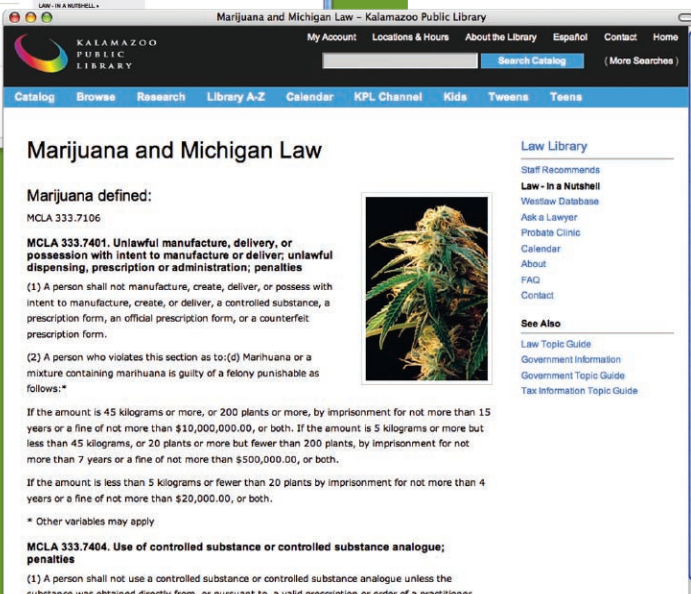 LAW - IN A NUTSHELL »
Marijuana and Michigan Law – Kalamazoo Public Library
KALAMAZOO
PUBLIC
LIBRARY
My Account Locations & Hours About the Library Español Contact Home
Search Catalog ( More Searches )
Catalog Browse Research Library A-Z Calendar KPL Channel Kids Tweens Teens
Marijuana and Michigan Law
Marijuana defined:
MCLA 333.7106
MCLA 333.7401. Unlawful manufacture, delivery, or
possession with intent to manufacture or deliver; unlawful
dispensing, prescription or administration; penalties
(1) A person shall not manufacture, create, deliver, or possess with
intent to manufacture, create, or deliver, a controlled substance, a
prescription form, an official prescription form, or a counterfeit
prescription form.
(2) A person who violates this section as to:(d) Marihuana or a
mixture containing marihuana is guilty of a felony punishable as
follows:*
If the amount is 45 kilograms or more, or 200 plants or more, by imprisonment for not more than 15
years or a fine of not more than $10,000,000.00, or both. If the amount is 5 kilograms or more but
less than 45 kilograms, or 20 plants or more but fewer than 200 plants, by imprisonment for not
more than 7 years or a fine of not more than $500,000.00, or both.
If the amount is less than 5 kilograms or fewer than 20 plants by imprisonment for not more than 4
years or a fine of not more than $20,000.00, or both.
* Other variables may apply
MCLA 333.7404. Use of controlled substance or controlled substance analogue;
penalties
(1) A person shall not use a controlled substance or controlled substance analogue unless the
substance was obtained directly from, or pursuant to, a valid prescription or order of a practitioner
Law Library
Staff Recommends
Law - In a Nutshell
Westlaw Database
Ask a Lawyer
Probate Clinic
Calendar
About
FAQ
Contact
See Also
Law Topic Guide
Government Information
Government Topic Guide
Tax Information Topic Guide